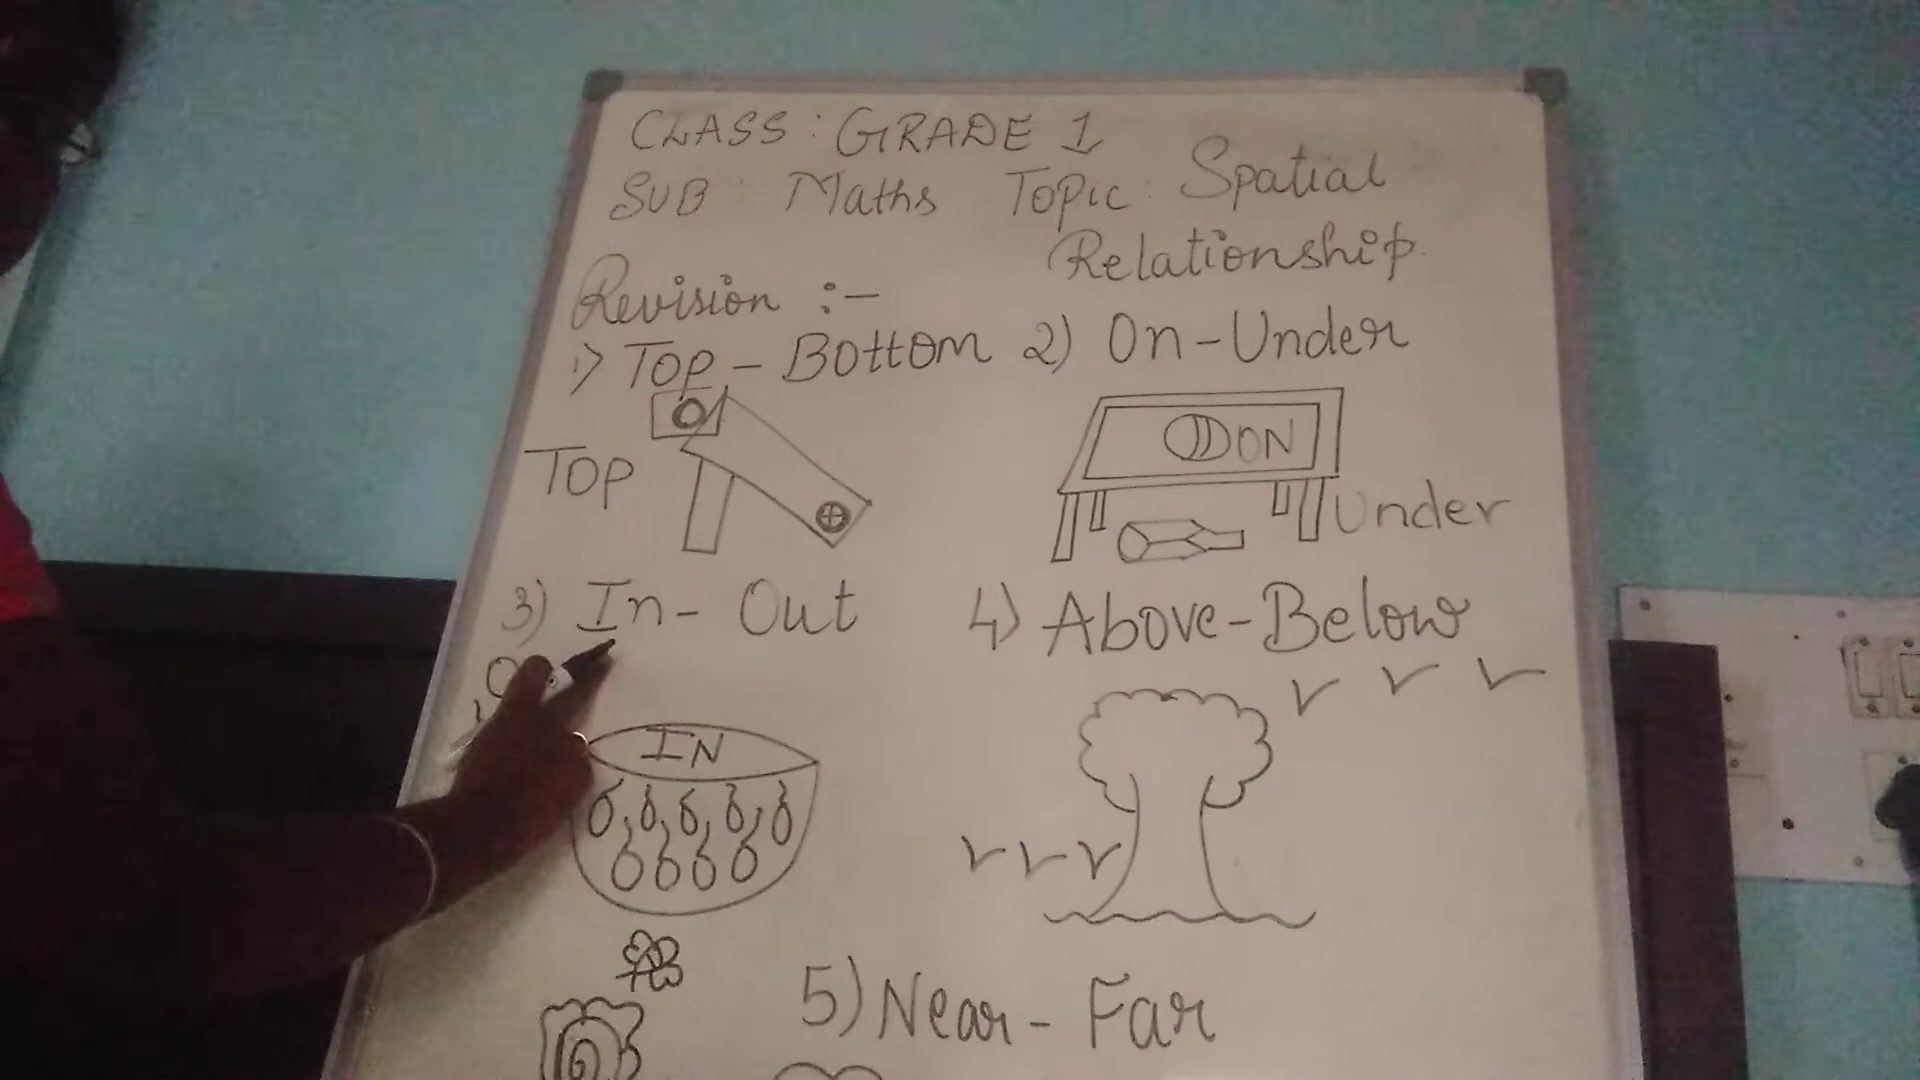 CLASS : GRADE 1
SUB : Maths Topic : Spatial
Relationship.
Revision :-
1) Top - Bottom 2) On-Under
Top
ON
Under
3) In- Out 4) Above-Below
IN
5) Near- Far